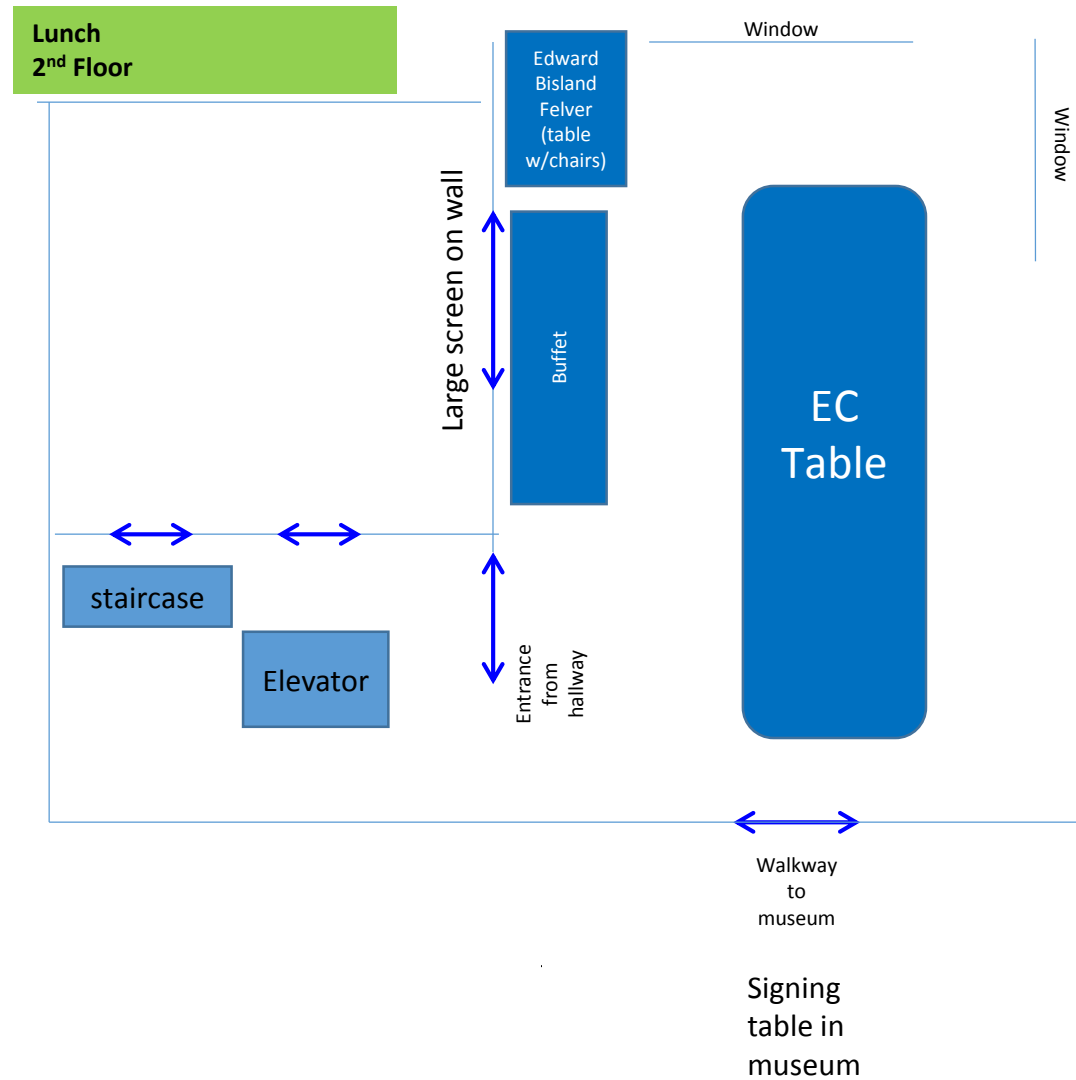 Lunch
2nd Floor
Window
Edward
Bisland
Felver
(table
w/chairs)
Window
Large screen on wall
Buffet
EC
Table
staircase
Elevator
Entrance
from
hallway
Walkway
to
museum
Signing
table in
museum